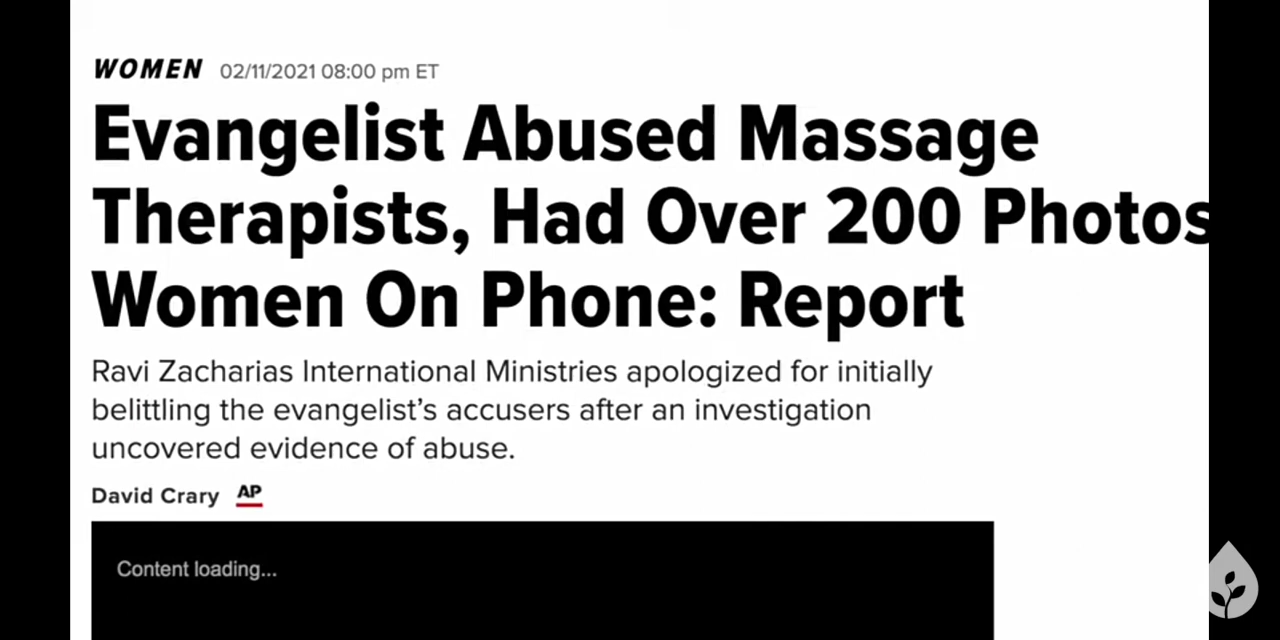 WOMEN 02/11/2021 08:00 pm ET
Evangelist Abused Massage
Therapists, Had Over 200 Photos
Women On Phone: Report
Ravi Zacharias International Ministries apologized for initially
belittling the evangelist’s accusers after an investigation
uncovered evidence of abuse.
David Crary AP
Content loading...